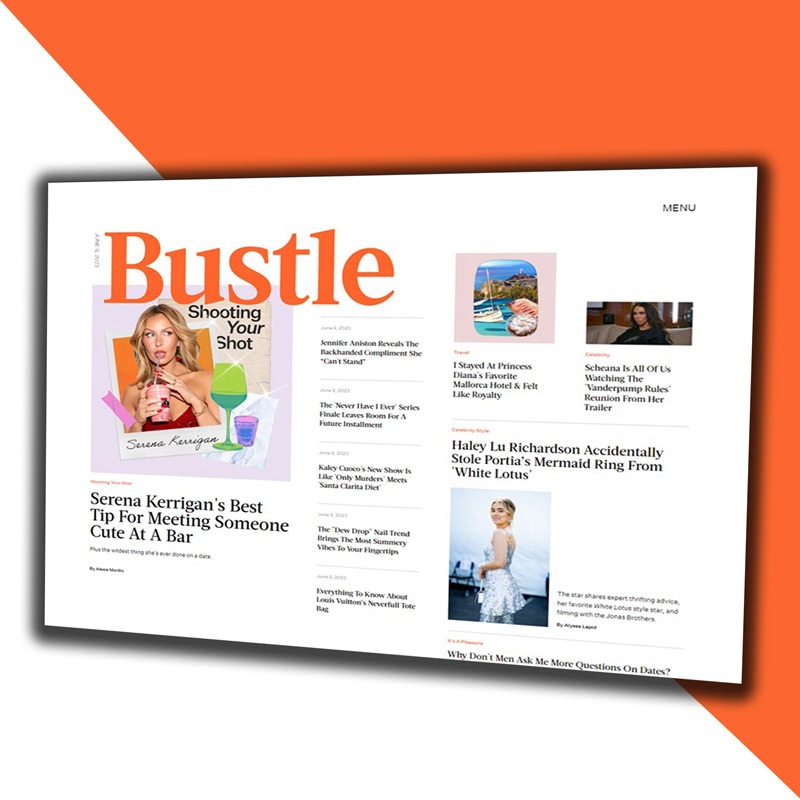 MENU
JUNE 9, 2023
Bustle
Shooting
Your
Shot
Serena Kerrigan
Shooting Your Shot
Serena Kerrigan's Best
Tip For Meeting Someone
Cute At A Bar
Plus the wildest thing she's ever done on a date.
By Alexis Morillo
June 8, 2023
Jennifer Aniston Reveals The
Backhanded Compliment She
"Can't Stand"
June 8, 2023
The 'Never Have I Ever' Series
Finale Leaves Room For A
Future Installment
June 8, 2023
Kaley Cuoco's New Show Is
Like 'Only Murders' Meets
'Santa Clarita Diet'
June 8, 2023
The "Dew Drop" Nail Trend
Brings The Most Summery
Vibes To Your Fingertips
June 8, 2023
Everything To Know About
Louis Vuitton's Neverfull Tote
Bag
Travel
I Stayed At Princess
Diana's Favorite
Mallorca Hotel & Felt
Like Royalty
Celebrity
Scheana Is All Of Us
Watching The
'Vanderpump Rules'
Reunion From Her
Trailer
Celebrity Style
Haley Lu Richardson Accidentally
Stole Portia's Mermaid Ring From
'White Lotus'
The star shares expert thrifting advice,
her favorite White Lotus style star, and
filming with the Jonas Brothers.
By Alyssa Lapid
It's A Pleasure
Why Don't Men Ask Me More Questions On Dates?